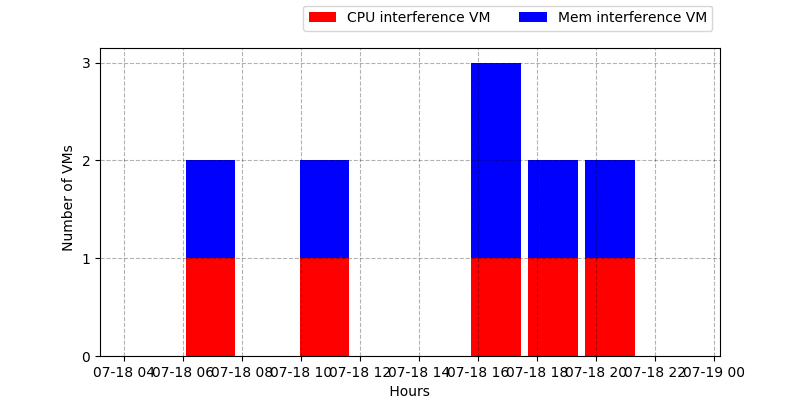 CPU interference VM Mem interference VM
3
2
1
0
Number of VMs
07-18 04 07-18 06 07-18 08 07-18 10 07-18 12 07-18 14 07-18 16 07-18 18 07-18 20 07-18 22 07-19 00
Hours